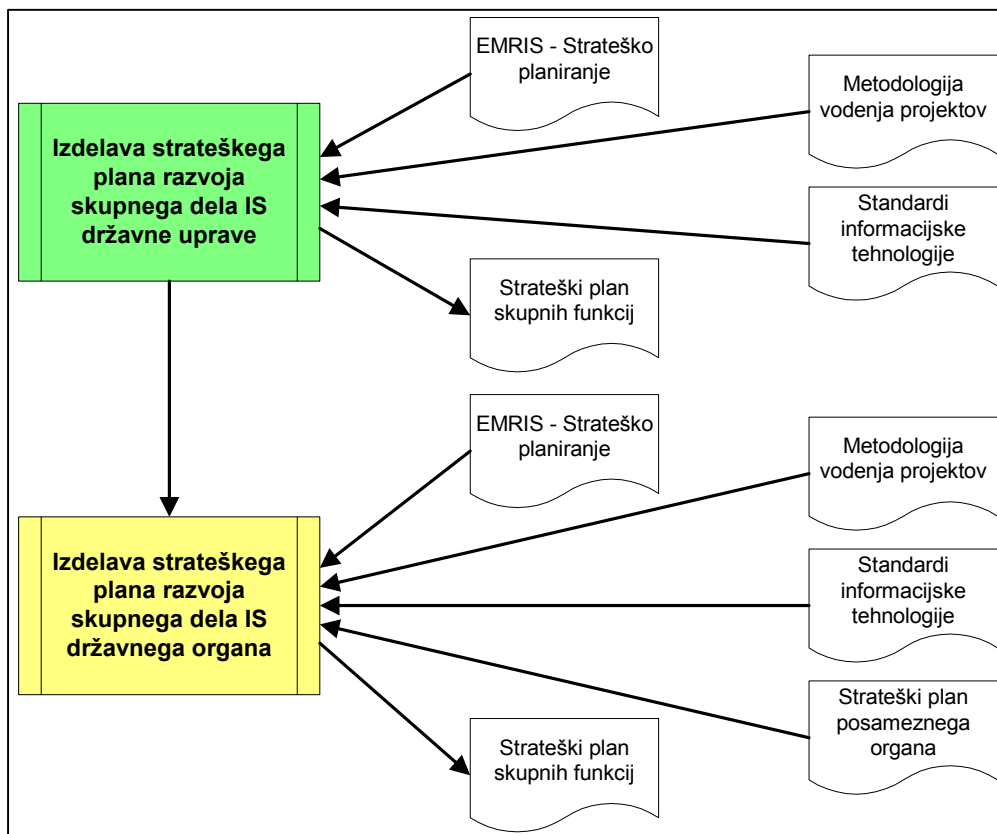 EMRIS - Strateško
planiranje
Metodologija
vodenja projektov
Izdelava strateškega
plana razvoja
skupnega dela IS
državne uprave
Standardi
informacijske
tehnologije
Strateški plan
skupnih funkcij
EMRIS - Strateško
planiranje
Metodologija
vodenja projektov
Izdelava strateškega
plana razvoja
skupnega dela IS
državnega organa
Standardi
informacijske
tehnologije
Strateški plan
posameznega
organa
Strateški plan
skupnih funkcij